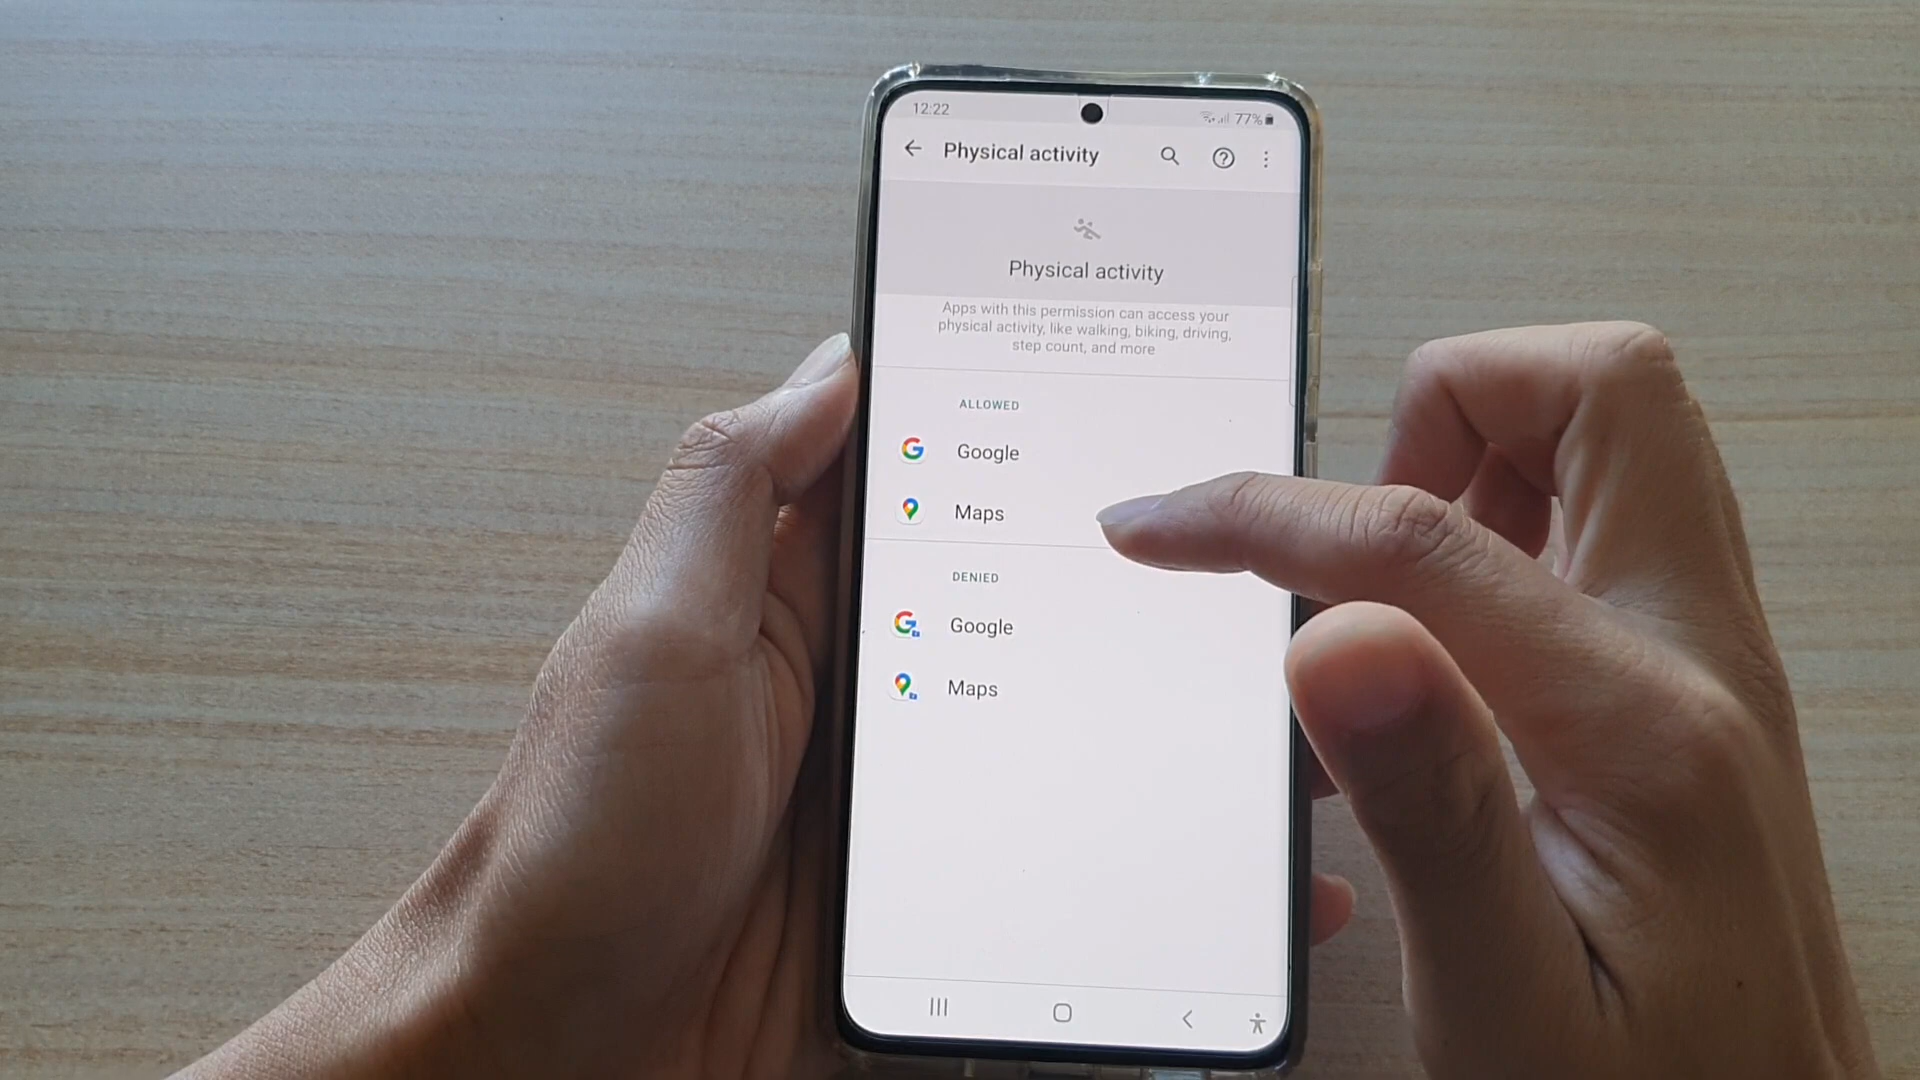 12:22
77%
Physical activity
Physical activity
Apps with this permission can access your
physical activity, like walking, biking, driving,
step count, and more
ALLOWED
Google
Maps
DENIED
Google
Maps